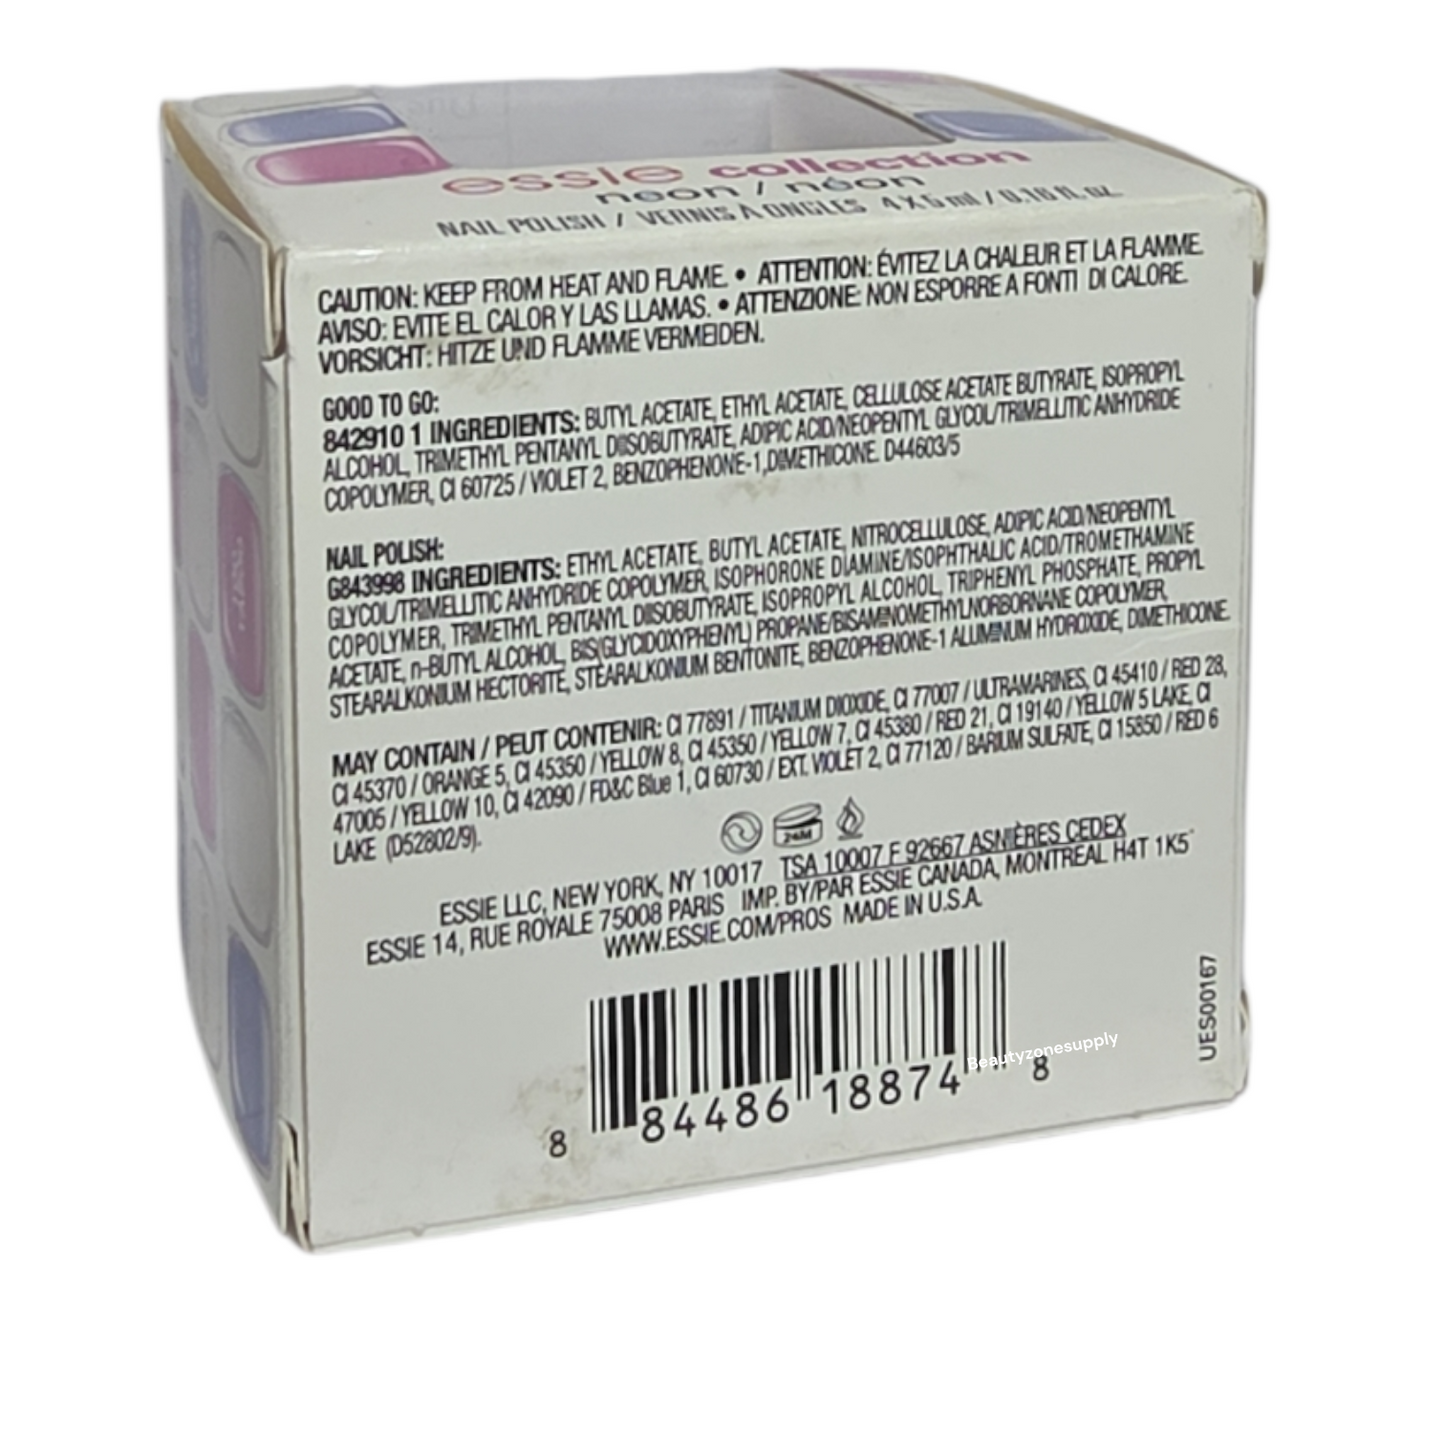 essie collection
neon / néon
NAIL POLISH / VERNIS À ONGLES 4 X 5 ml / 0.16 fl. oz.
CAUTION: KEEP FROM HEAT AND FLAME. • ATTENTION: ÉVITEZ LA CHALEUR ET LA FLAMME.
AVISO: EVITE EL CALOR Y LAS LLAMAS. • ATTENZIONE: NON ESPORRE A FONTI DI CALORE.
VORSICHT: HITZE UND FLAMME VERMEIDEN.
GOOD TO GO:
842910 1 INGREDIENTS: BUTYL ACETATE, ETHYL ACETATE, CELLULOSE ACETATE BUTYRATE, ISOPROPYL
ALCOHOL, TRIMETHYL PENTANYL DIISOBUTYRATE, ADIPIC ACID/NEOPENTYL GLYCOL/TRIMELLITIC ANHYDRIDE
COPOLYMER, CI 60725 / VIOLET 2, BENZOPHENONE-1,DIMETHICONE. D44603/5
NAIL POLISH:
G843998 INGREDIENTS: ETHYL ACETATE, BUTYL ACETATE, NITROCELLULOSE, ADIPIC ACID/NEOPENTYL
GLYCOL/TRIMELLITIC ANHYDRIDE COPOLYMER, ISOPHORONE DIAMINE/ISOPHTHALIC ACID/TROMETHAMINE
COPOLYMER, TRIMETHYL PENTANYL DIISOBUTYRATE, ISOPROPYL ALCOHOL, TRIPHENYL PHOSPHATE, PROPYL
ACETATE, n-BUTYL ALCOHOL, BIS(GLYCIDOXYPHENYL) PROPANE/BISAMINOMETHYLNORBORNANE COPOLYMER,
STEARALKONIUM HECTORITE, STEARALKONIUM BENTONITE, BENZOPHENONE-1 ALUMINUM HYDROXIDE, DIMETHICONE.
MAY CONTAIN / PEUT CONTENIR: CI 77891 / TITANIUM DIOXIDE, CI 77007 / ULTRAMARINES, CI 45410 / RED 28,
CI 45370 / ORANGE 5, CI 45350 / YELLOW 8, CI 45350 / YELLOW 7, CI 45380 / RED 21, CI 19140 / YELLOW 5 LAKE, CI
47005 / YELLOW 10, CI 42090 / FD&C Blue 1, CI 60730 / EXT. VIOLET 2, CI 77120 / BARIUM SULFATE, CI 15850 / RED 6
LAKE (D52802/9).
24M
ESSIE LLC, NEW YORK, NY 10017 TSA 10007 F 92667 ASNIÈRES CEDEX
ESSIE 14, RUE ROYALE 75008 PARIS IMP. BY/PAR ESSIE CANADA, MONTREAL H4T 1K5
WWW.ESSIE.COM/PROS MADE IN U.S.A.
UES00167
Beautyzonesupply
8 84486 18874 8